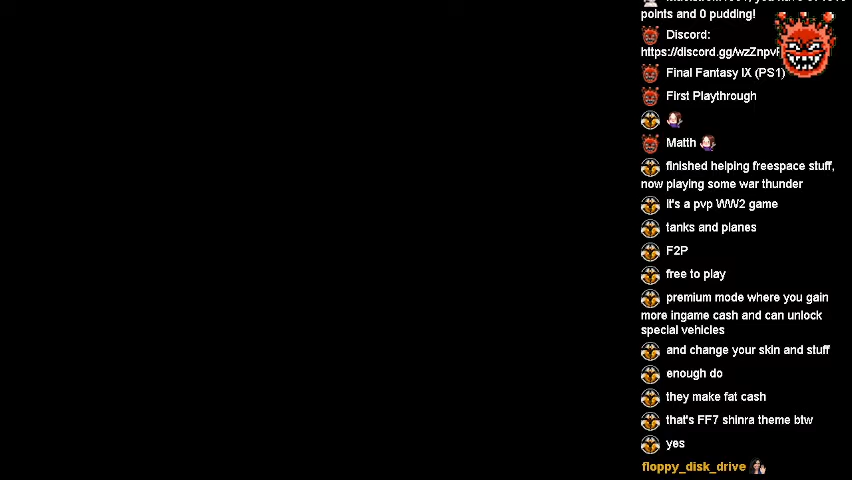 points and 0 pudding!
Discord:
https://discord.gg/wzZnpvF
Final Fantasy IX (PS1)
First Playthrough
Matth
finished helping freespace stuff,
now playing some war thunder
it's a pvp WW2 game
tanks and planes
F2P
free to play
premium mode where you gain
more ingame cash and can unlock
special vehicles
and change your skin and stuff
enough do
they make fat cash
that's FF7 shinra theme btw
yes
floppy_disk_drive